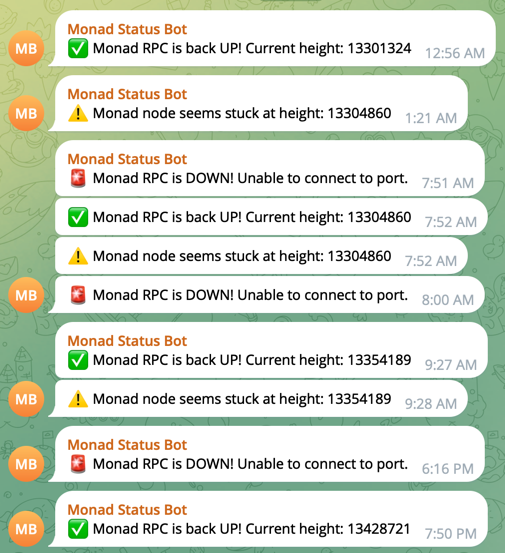 Monad Status Bot
✅ Monad RPC is back UP! Current height: 13301324 12:56 AM
MB
Monad Status Bot
⚠️ Monad node seems stuck at height: 13304860 1:21 AM
MB
Monad Status Bot
🚨 Monad RPC is DOWN! Unable to connect to port. 7:51 AM
✅ Monad RPC is back UP! Current height: 13304860 7:52 AM
⚠️ Monad node seems stuck at height: 13304860 7:52 AM
🚨 Monad RPC is DOWN! Unable to connect to port. 8:00 AM
MB
Monad Status Bot
✅ Monad RPC is back UP! Current height: 13354189 9:27 AM
⚠️ Monad node seems stuck at height: 13354189 9:28 AM
MB
Monad Status Bot
🚨 Monad RPC is DOWN! Unable to connect to port. 6:16 PM
MB
Monad Status Bot
✅ Monad RPC is back UP! Current height: 13428721 7:50 PM
MB